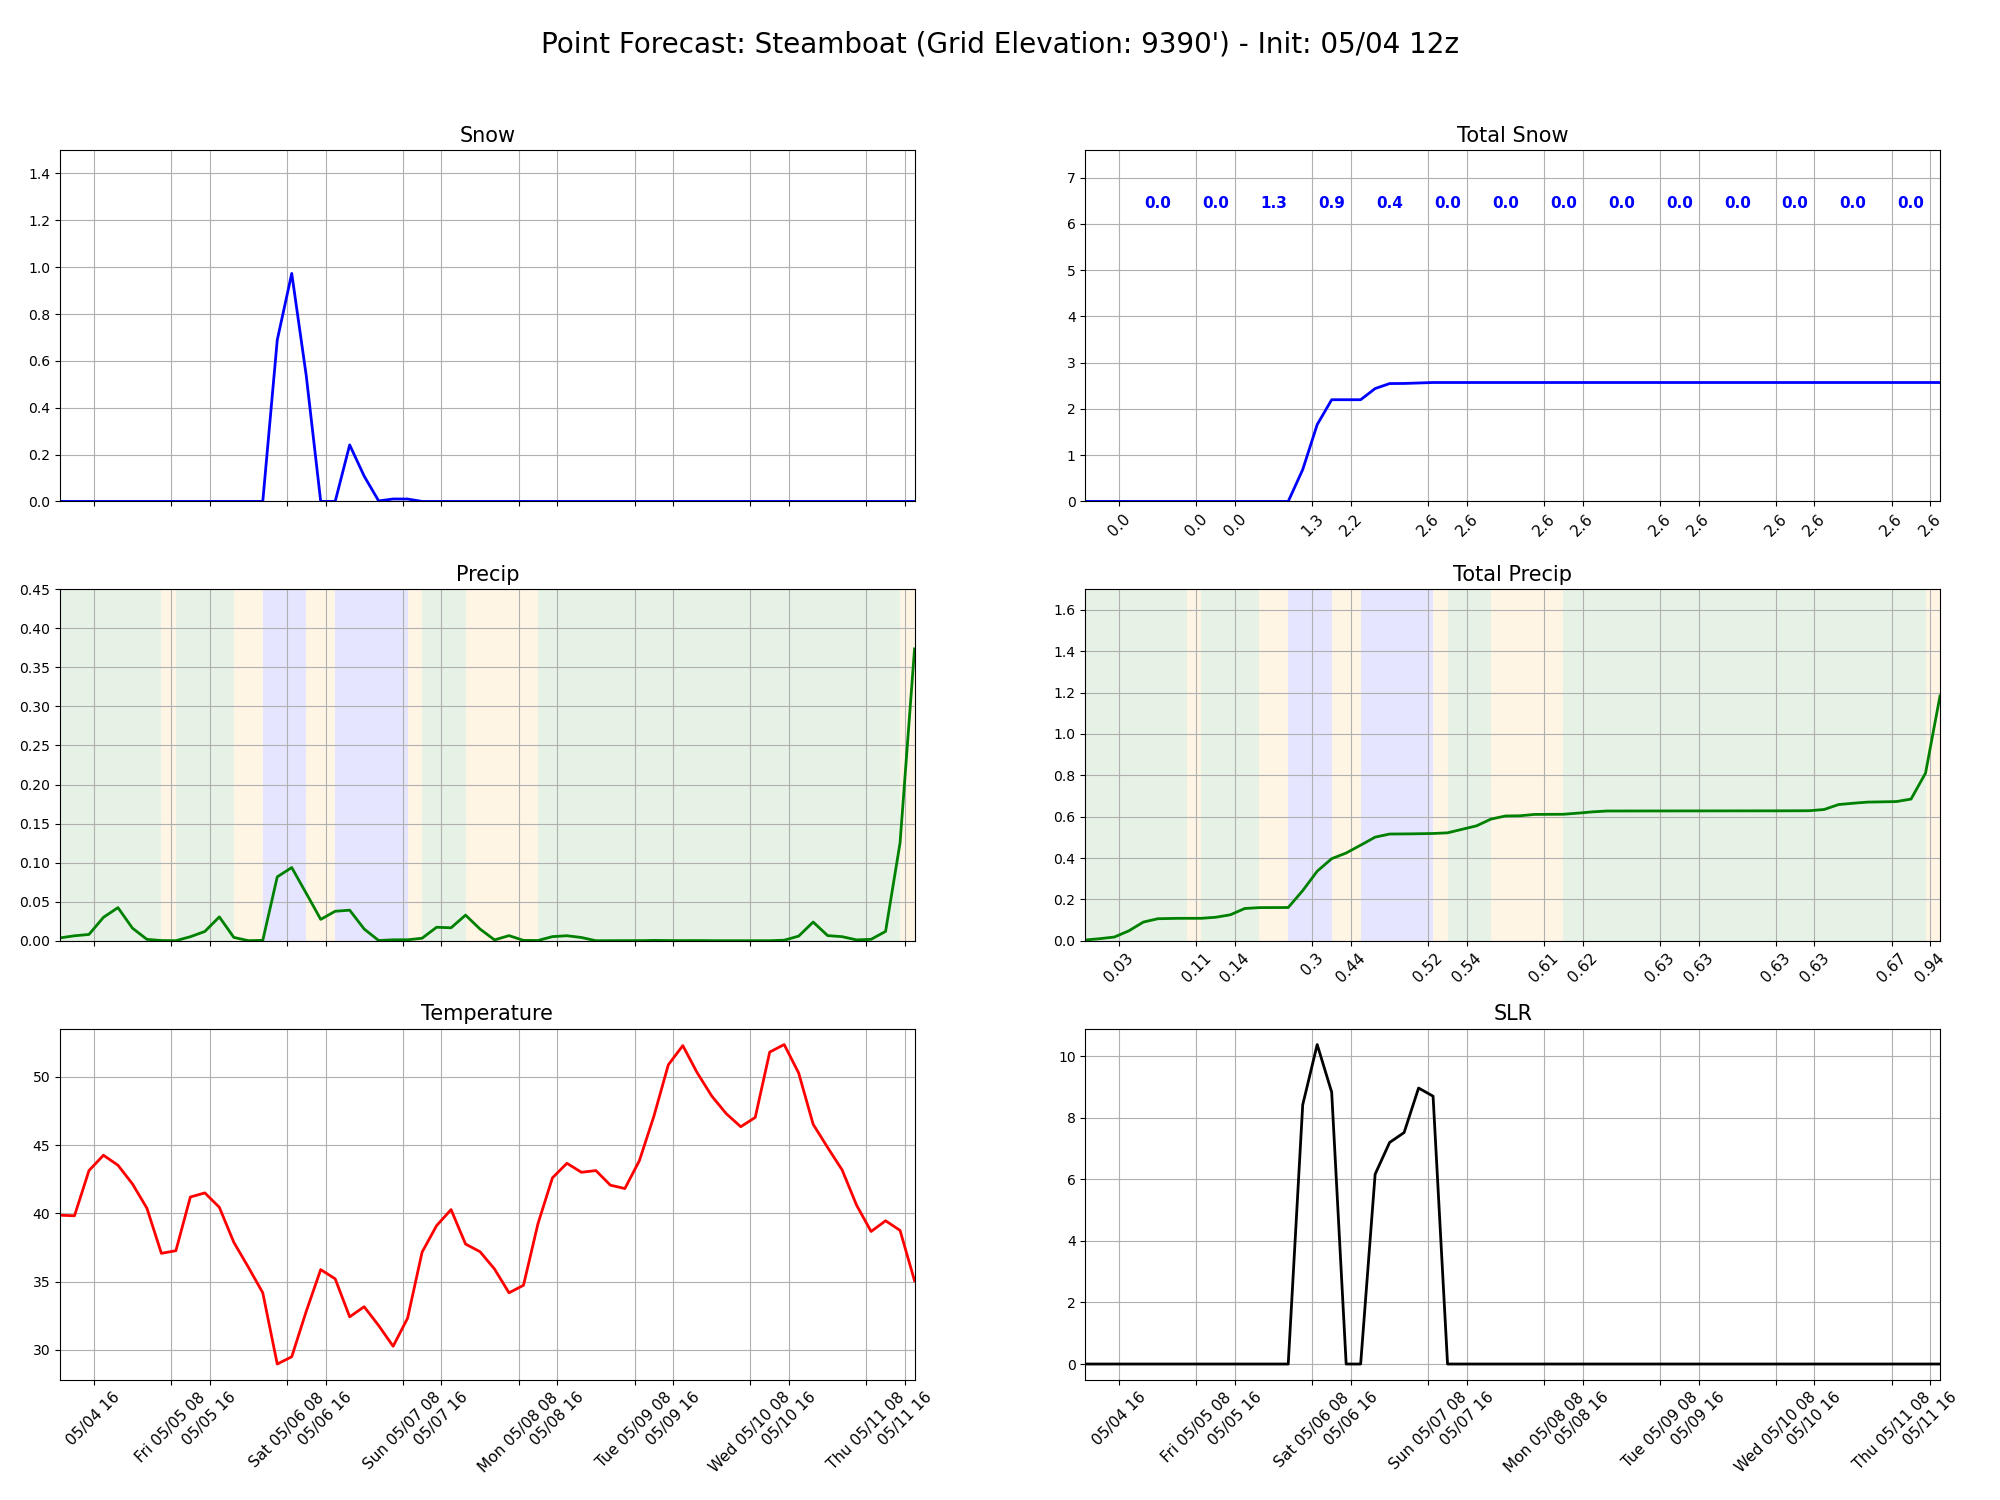 Point Forecast: Steamboat (Grid Elevation: 9390') - Init: 05/04 12z
Snow
1.4
1.2
1.0
0.8
0.6
0.4
0.2
0.0
Total Snow
7
6
5
4
3
2
1
0
0.0 0.0 1.3 0.9 0.4 0.0 0.0 0.0 0.0 0.0 0.0 0.0 0.0 0.0
0.0 0.0 0.0 1.3 2.2 2.6 2.6 2.6 2.6 2.6 2.6 2.6 2.6 2.6 2.6
Precip
0.45
0.40
0.35
0.30
0.25
0.20
0.15
0.10
0.05
0.00
Total Precip
1.6
1.4
1.2
1.0
0.8
0.6
0.4
0.2
0.0
0.03 0.11 0.14 0.3 0.44 0.52 0.54 0.61 0.62 0.63 0.63 0.63 0.63 0.67 0.94
Temperature
50
45
40
35
30
05/04 16
Fri 05/05 08
05/05 16
Sat 05/06 08
05/06 16
Sun 05/07 08
05/07 16
Mon 05/08 08
05/08 16
Tue 05/09 08
05/09 16
Wed 05/10 08
05/10 16
Thu 05/11 08
05/11 16
SLR
10
8
6
4
2
0
05/04 16
Fri 05/05 08
05/05 16
Sat 05/06 08
05/06 16
Sun 05/07 08
05/07 16
Mon 05/08 08
05/08 16
Tue 05/09 08
05/09 16
Wed 05/10 08
05/10 16
Thu 05/11 08
05/11 16